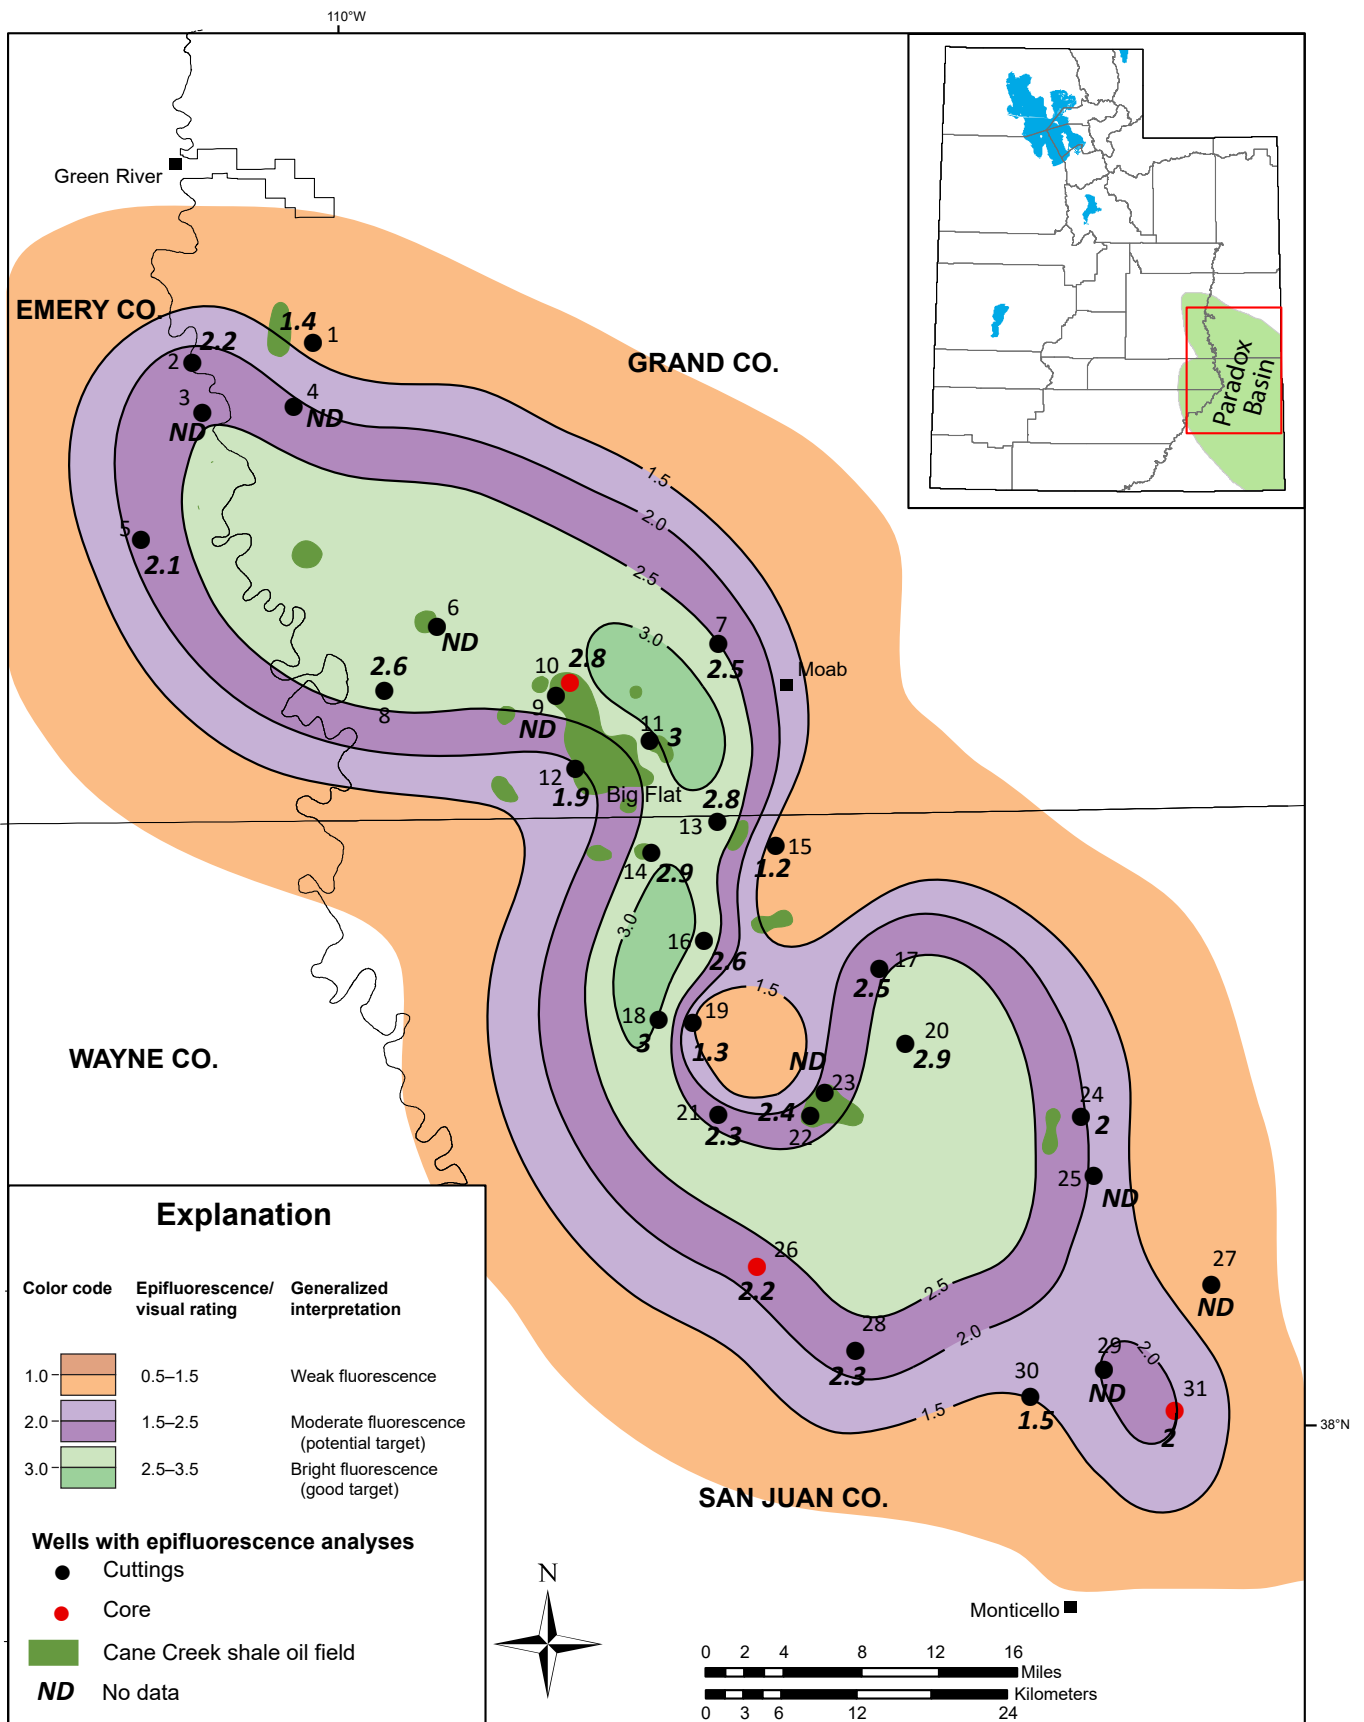 110°W
Green River
EMERY CO.
GRAND CO.
Paradox
Basin
1.4
1
2.2
2
3
ND
4
ND
1.5
2.0
5
2.1
2.5
6
ND
7
2.5
3.0
Moab
2.6
8
10
2.8
9
ND
11
3
12
1.9
Big Flat
2.8
13
14
2.9
15
1.2
3.0
16
2.6
17
2.5
1.5
18
3
19
1.3
20
2.9
WAYNE CO.
ND
23
21
2.3
2.4
22
24
2
25
ND
26
2.2
27
ND
2.5
28
2.3
2.0
29
ND
2.0
30
1.5
1.5
31
2
38°N
SAN JUAN CO.
Monticello
Explanation
Color code
Epifluorescence/
visual rating
Generalized
interpretation
1.0
0.5–1.5
Weak fluorescence
2.0
1.5–2.5
Moderate fluorescence
(potential target)
3.0
2.5–3.5
Bright fluorescence
(good target)
Wells with epifluorescence analyses
Cuttings
Core
Cane Creek shale oil field
ND No data
N
0 2 4 8 12 16
Miles
Kilometers
0 3 6 12 24